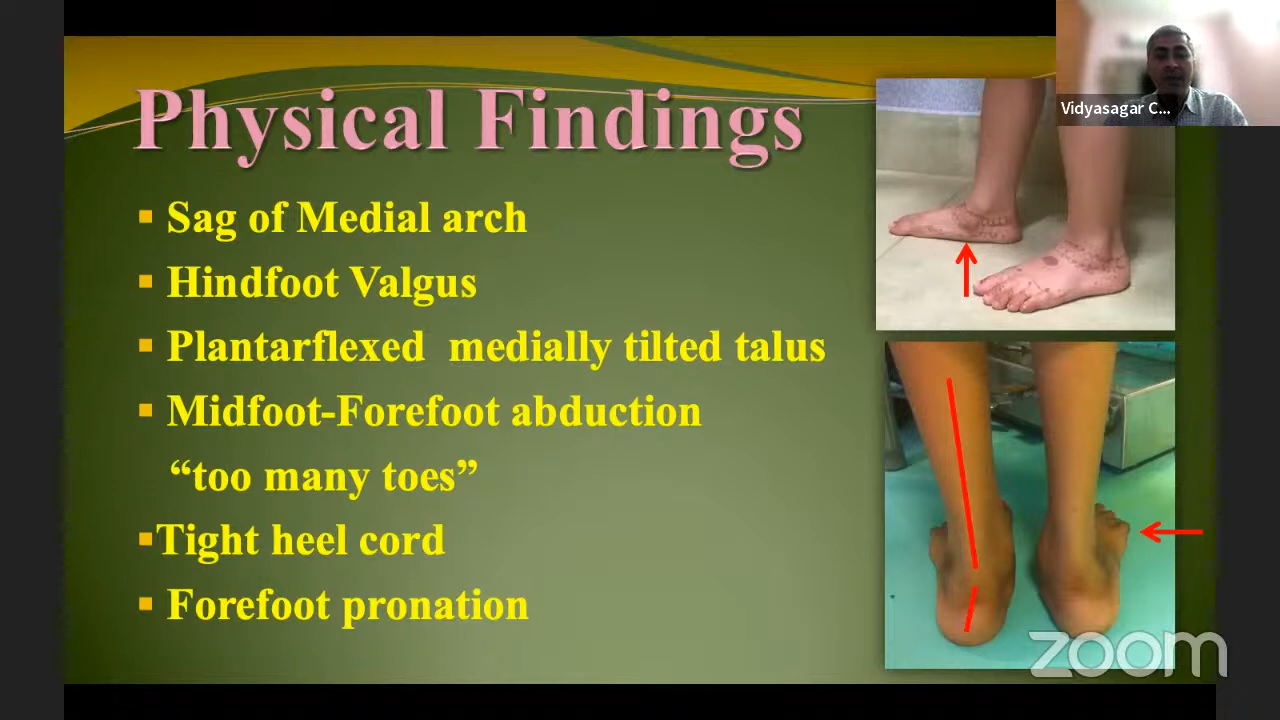 Physical Findings
Vidyasagar C...
▪ Sag of Medial arch
▪ Hindfoot Valgus
▪ Plantarflexed medially tilted talus
▪ Midfoot-Forefoot abduction
“too many toes”
▪Tight heel cord
▪ Forefoot pronation
zoom